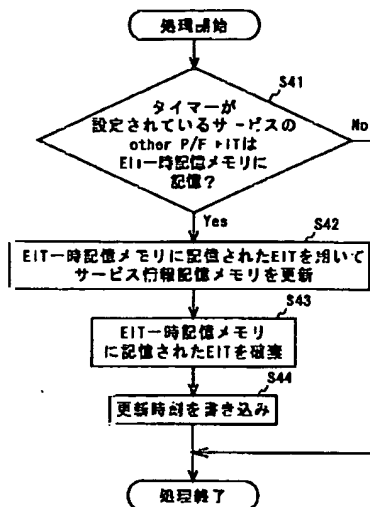 処理開始
S41
タイマーが
設定されているサービスの
other P/F EITは
EIT一時記憶メモリに
記憶?
No
Yes
S42
EIT一時記憶メモリに記憶されたEITを用いて
サービス情報記憶メモリを更新
S43
EIT一時記憶メモリ
に記憶されたEITを破棄
S44
更新時刻を書き込み
処理終了